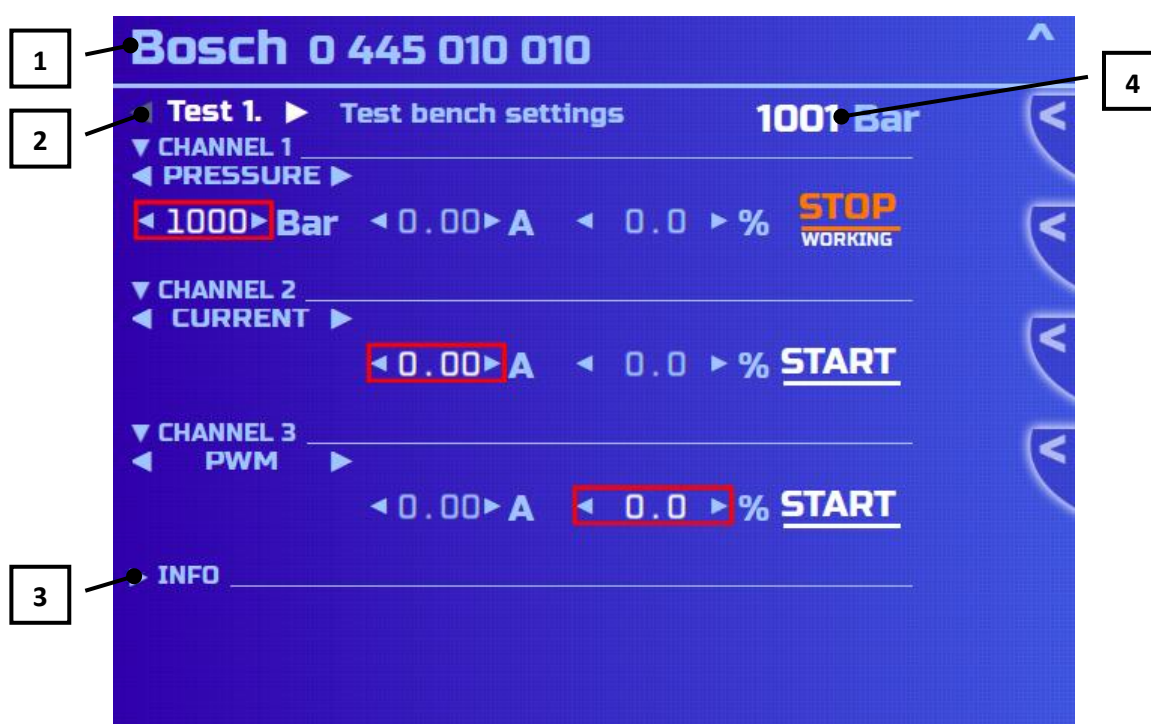 1
Bosch 0 445 010 010
4
2
Test 1. Test bench settings 1001 Bar
CHANNEL 1
PRESSURE
1000 Bar 0.00 A 0.0 % STOP
WORKING
CHANNEL 2
CURRENT
0.00 A 0.0 % START
CHANNEL 3
PWM
0.00 A 0.0 % START
3
INFO